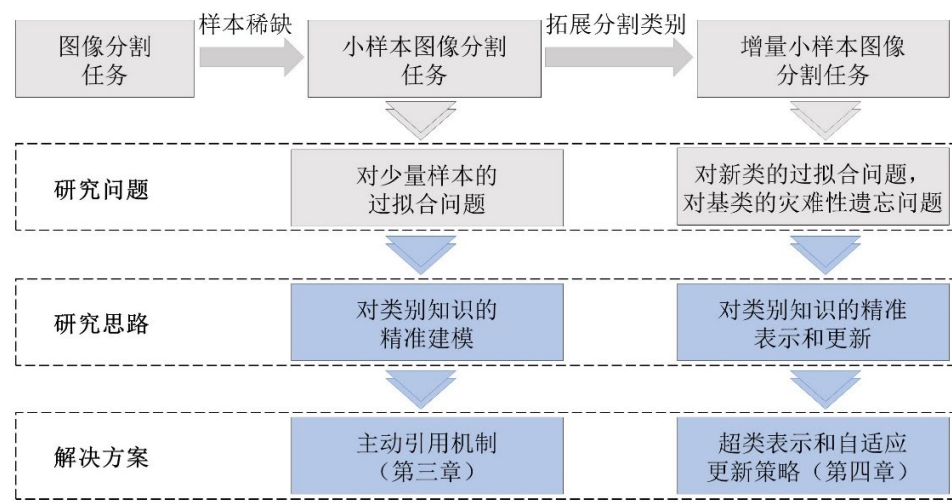 样本稀缺
拓展分割类别
图像分割
任务
小样本图像分割
任务
增量小样本图像
分割任务
研究问题
对少量样本的
过拟合问题
对新类的过拟合问题，
对基类的灾难性遗忘问题
研究思路
对类别知识的
精准建模
对类别知识的精准
表示和更新
解决方案
主动引用机制
（第三章）
超类表示和自适应
更新策略（第四章）